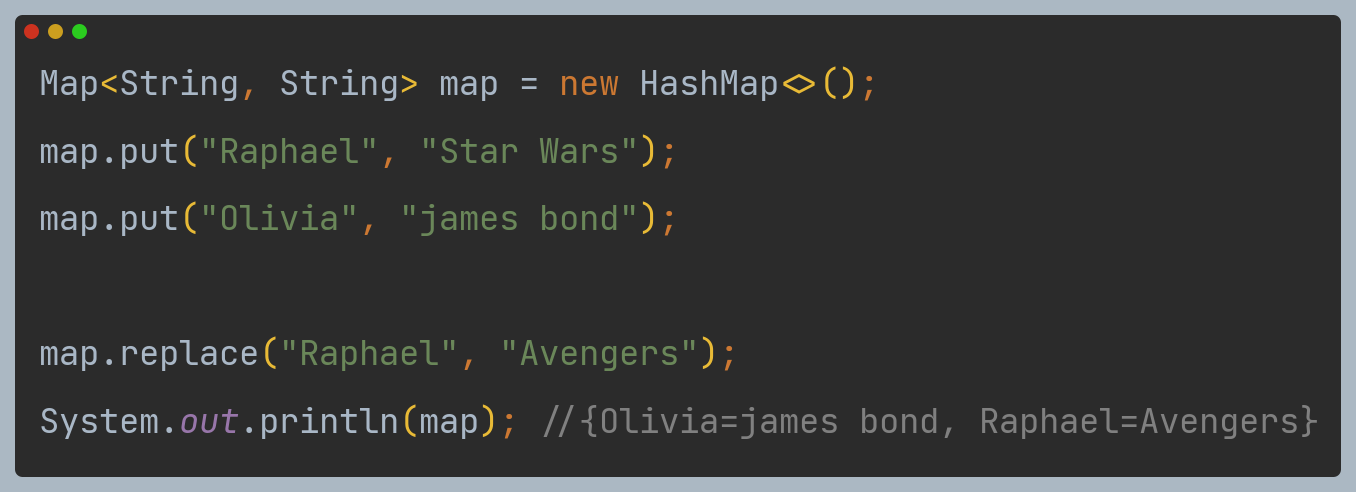 Map<String, String> map = new HashMap<>();
map.put("Raphael", "Star Wars");
map.put("Olivia", "james bond");
map.replace("Raphael", "Avengers");
System.out.println(map); //{Olivia=james bond, Raphael=Avengers}